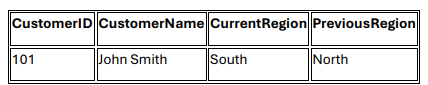 CustomerID CustomerName CurrentRegion PreviousRegion
101 John Smith South North